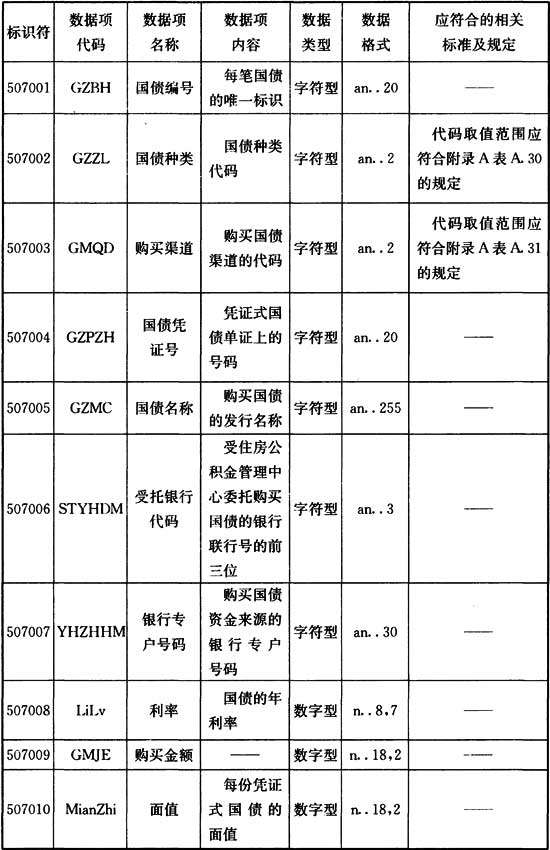 标识符 数据项代码 数据项名称 数据项内容 数据类型 数据格式 应符合的相关标准及规定
507001 GZBH 国债编号 每笔国债的唯一标识 字符型 an..20 ——
507002 GZZL 国债种类 国债种类代码 字符型 an..2 代码取值范围应符合附录A表A.30的规定
507003 GMQD 购买渠道 购买国债渠道的代码 字符型 an..2 代码取值范围应符合附录A表A.31的规定
507004 GZPZH 国债凭证号 凭证式国债单证上的号码 字符型 an..20 ——
507005 GZMC 国债名称 购买国债的发行名称 字符型 an..255 ——
507006 STYHDM 受托银行代码 受住房公积金管理中心委托购买国债的银行联行号的前三位 字符型 an..3 ——
507007 YHZHHM 银行专户号码 购买国债资金来源的银行专户号码 字符型 an..30 ——
507008 LiLv 利率 国债的年利率 数字型 n..8,7 ——
507009 GMJE 购买金额 —— 数字型 n..18,2 ——
507010 MianZhi 面值 每份凭证式国债的面值 数字型 n..18,2 ——